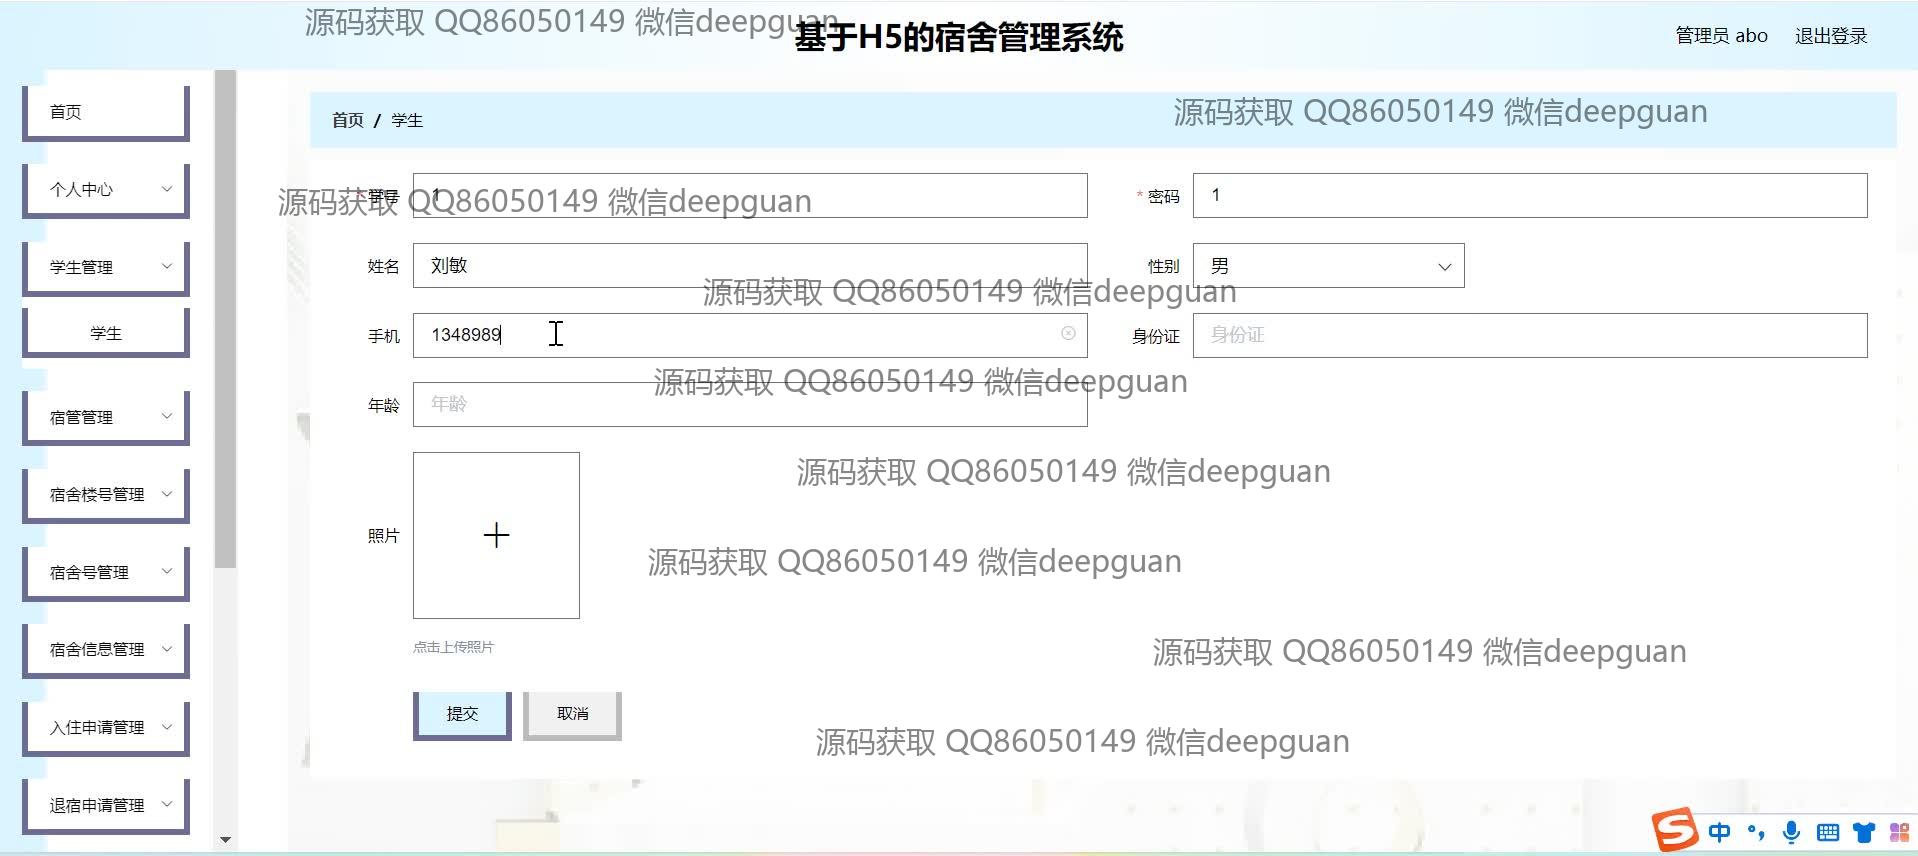 源码获取 QQ86050149 微信deepguan
基于H5的宿舍管理系统
管理员 abo 退出登录
首页
个人中心
学生管理
学生
宿管管理
宿舍楼号管理
宿舍号管理
宿舍信息管理
入住申请管理
退宿申请管理
首页 / 学生
源码获取 QQ86050149 微信deepguan
* 学号 1
* 密码 1
源码获取 QQ86050149 微信deepguan
姓名 刘敏
性别 男
源码获取 QQ86050149 微信deepguan
手机 1348989
身份证 身份证
源码获取 QQ86050149 微信deepguan
年龄 年龄
源码获取 QQ86050149 微信deepguan
照片
源码获取 QQ86050149 微信deepguan
点击上传照片
源码获取 QQ86050149 微信deepguan
提交 取消
源码获取 QQ86050149 微信deepguan
中